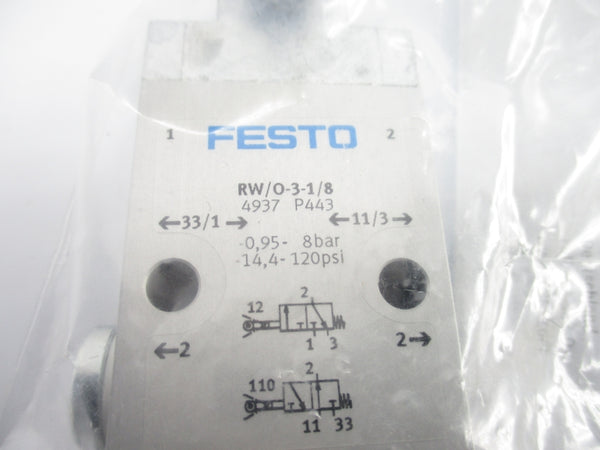 1 FESTO 2
RW/O-3-1/8
4937 P443
←33/1→ ←11/3→
-0,95- 8bar
-14,4- 120psi
12 2
1 3
←2 2→
110 2
11 33